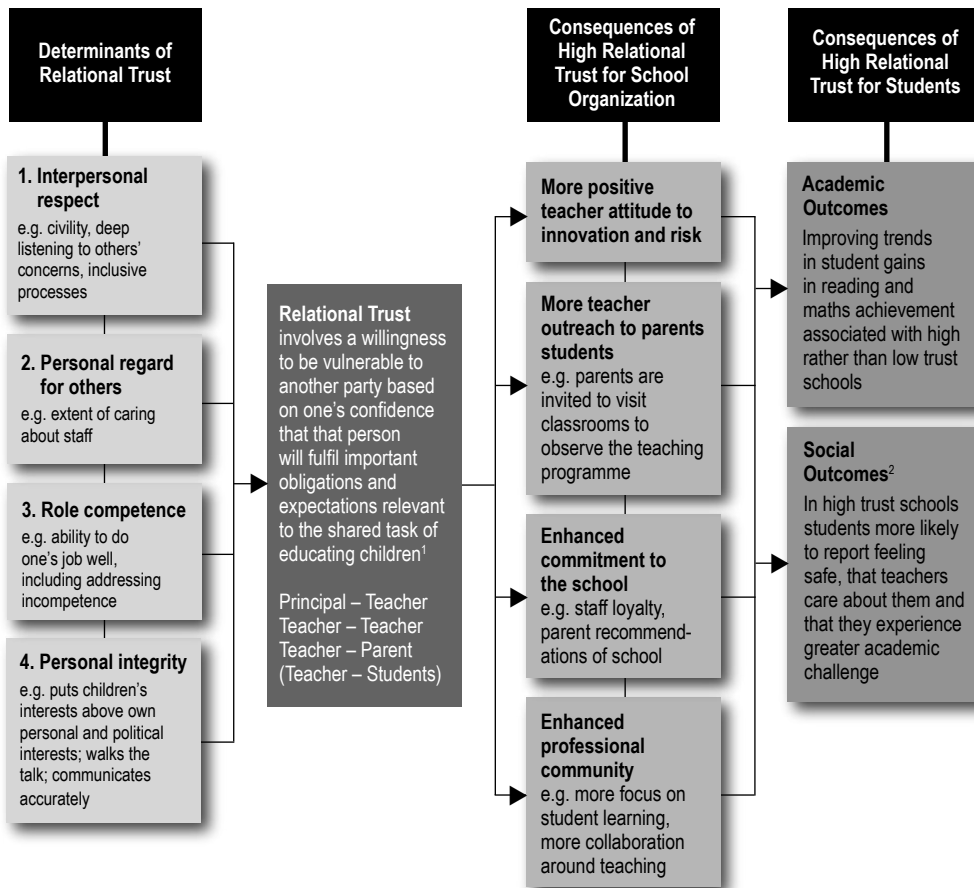 Determinants of
Relational Trust
1. Interpersonal
respect
e.g. civility, deep
listening to others’
concerns, inclusive
processes
2. Personal regard
for others
e.g. extent of caring
about staff
3. Role competence
e.g. ability to do
one’s job well,
including addressing
incompetence
4. Personal integrity
e.g. puts children’s
interests above own
personal and political
interests; walks the
talk; communicates
accurately
Relational Trust
involves a willingness
to be vulnerable to
another party based
on one’s confidence
that that person
will fulfil important
obligations and
expectations relevant
to the shared task of
educating children¹
Principal – Teacher
Teacher – Teacher
Teacher – Parent
(Teacher – Students)
Consequences of
High Relational
Trust for School
Organization
More positive
teacher attitude to
innovation and risk
More teacher
outreach to parents
students
e.g. parents are
invited to visit
classrooms to
observe the teaching
programme
Enhanced
commitment to
the school
e.g. staff loyalty,
parent recommend-
ations of school
Enhanced
professional
community
e.g. more focus on
student learning,
more collaboration
around teaching
Consequences of
High Relational
Trust for Students
Academic
Outcomes
Improving trends
in student gains
in reading and
maths achievement
associated with high
rather than low trust
schools
Social
Outcomes²
In high trust schools
students more likely
to report feeling
safe, that teachers
care about them and
that they experience
greater academic
challenge